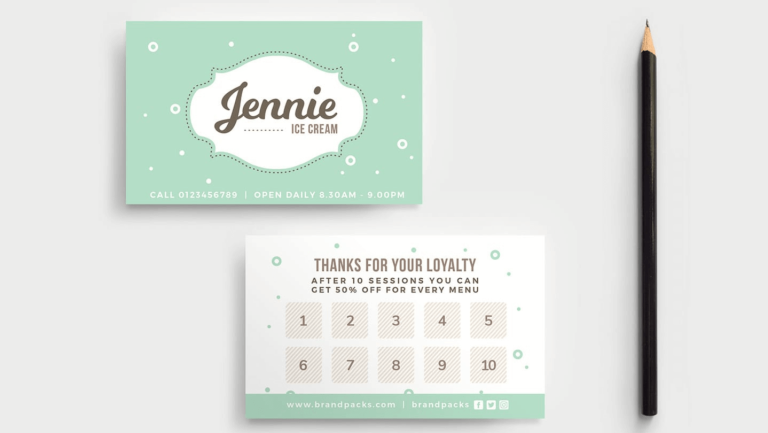 Jennie
ICE CREAM
CALL 0123456789 | OPEN DAILY 8.30AM - 9.00PM
THANKS FOR YOUR LOYALTY
AFTER 10 SESSIONS YOU CAN
GET 50% OFF FOR EVERY MENU
1 2 3 4 5
6 7 8 9 10
www.brandpacks.com | brandpacks